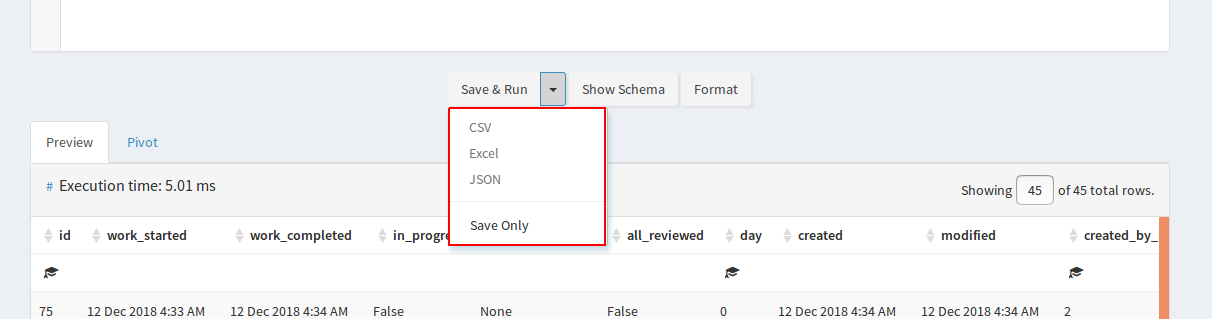 Save & Run Show Schema Format
CSV
Excel
JSON
Save Only
Preview Pivot
# Execution time: 5.01 ms
Showing 45 of 45 total rows.
id work_started work_completed in_progre all_reviewed day created modified created_by_
75 12 Dec 2018 4:33 AM 12 Dec 2018 4:34 AM False None False 0 12 Dec 2018 4:34 AM 12 Dec 2018 4:34 AM 2